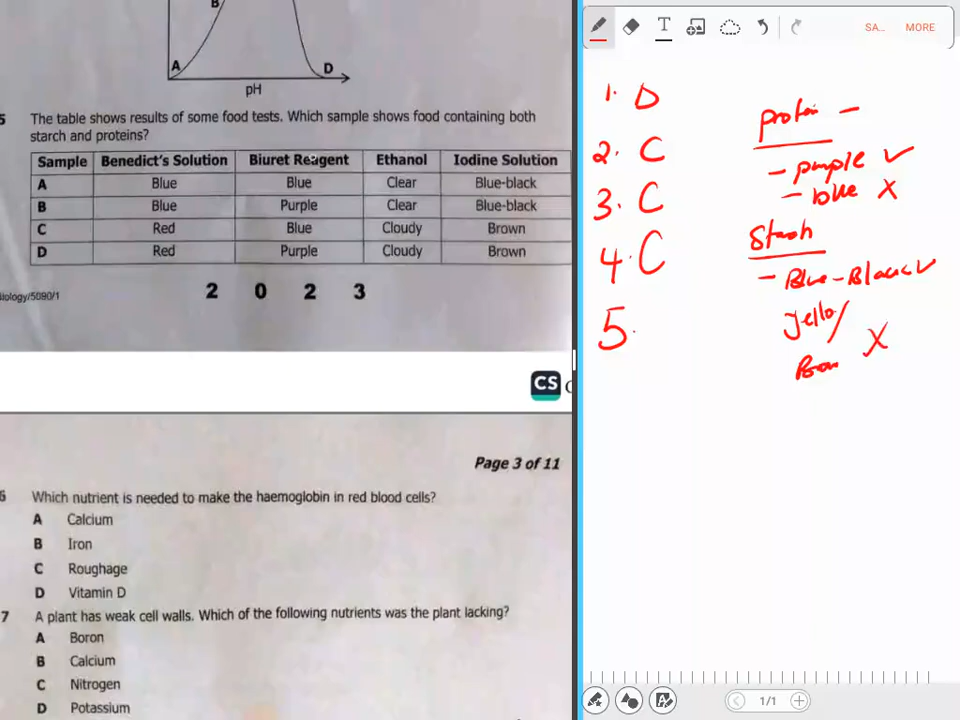 B
A
D
pH
5 The table shows results of some food tests. Which sample shows food containing both
starch and proteins?
Sample Benedict's Solution Biuret Reagent Ethanol Iodine Solution
A Blue Blue Clear Blue-black
B Blue Purple Clear Blue-black
C Red Blue Cloudy Brown
D Red Purple Cloudy Brown
iology/5090/1
2 0 2 3
CS
Page 3 of 11
6 Which nutrient is needed to make the haemoglobin in red blood cells?
A Calcium
B Iron
C Roughage
D Vitamin D
7 A plant has weak cell walls. Which of the following nutrients was the plant lacking?
A Boron
B Calcium
C Nitrogen
D Potassium
T SA... MORE
1. D
2. C
3. C
4. C
5.
protein -
- purple ✓
- blue X
Starch
- Blue-Black ✓
X
1/1